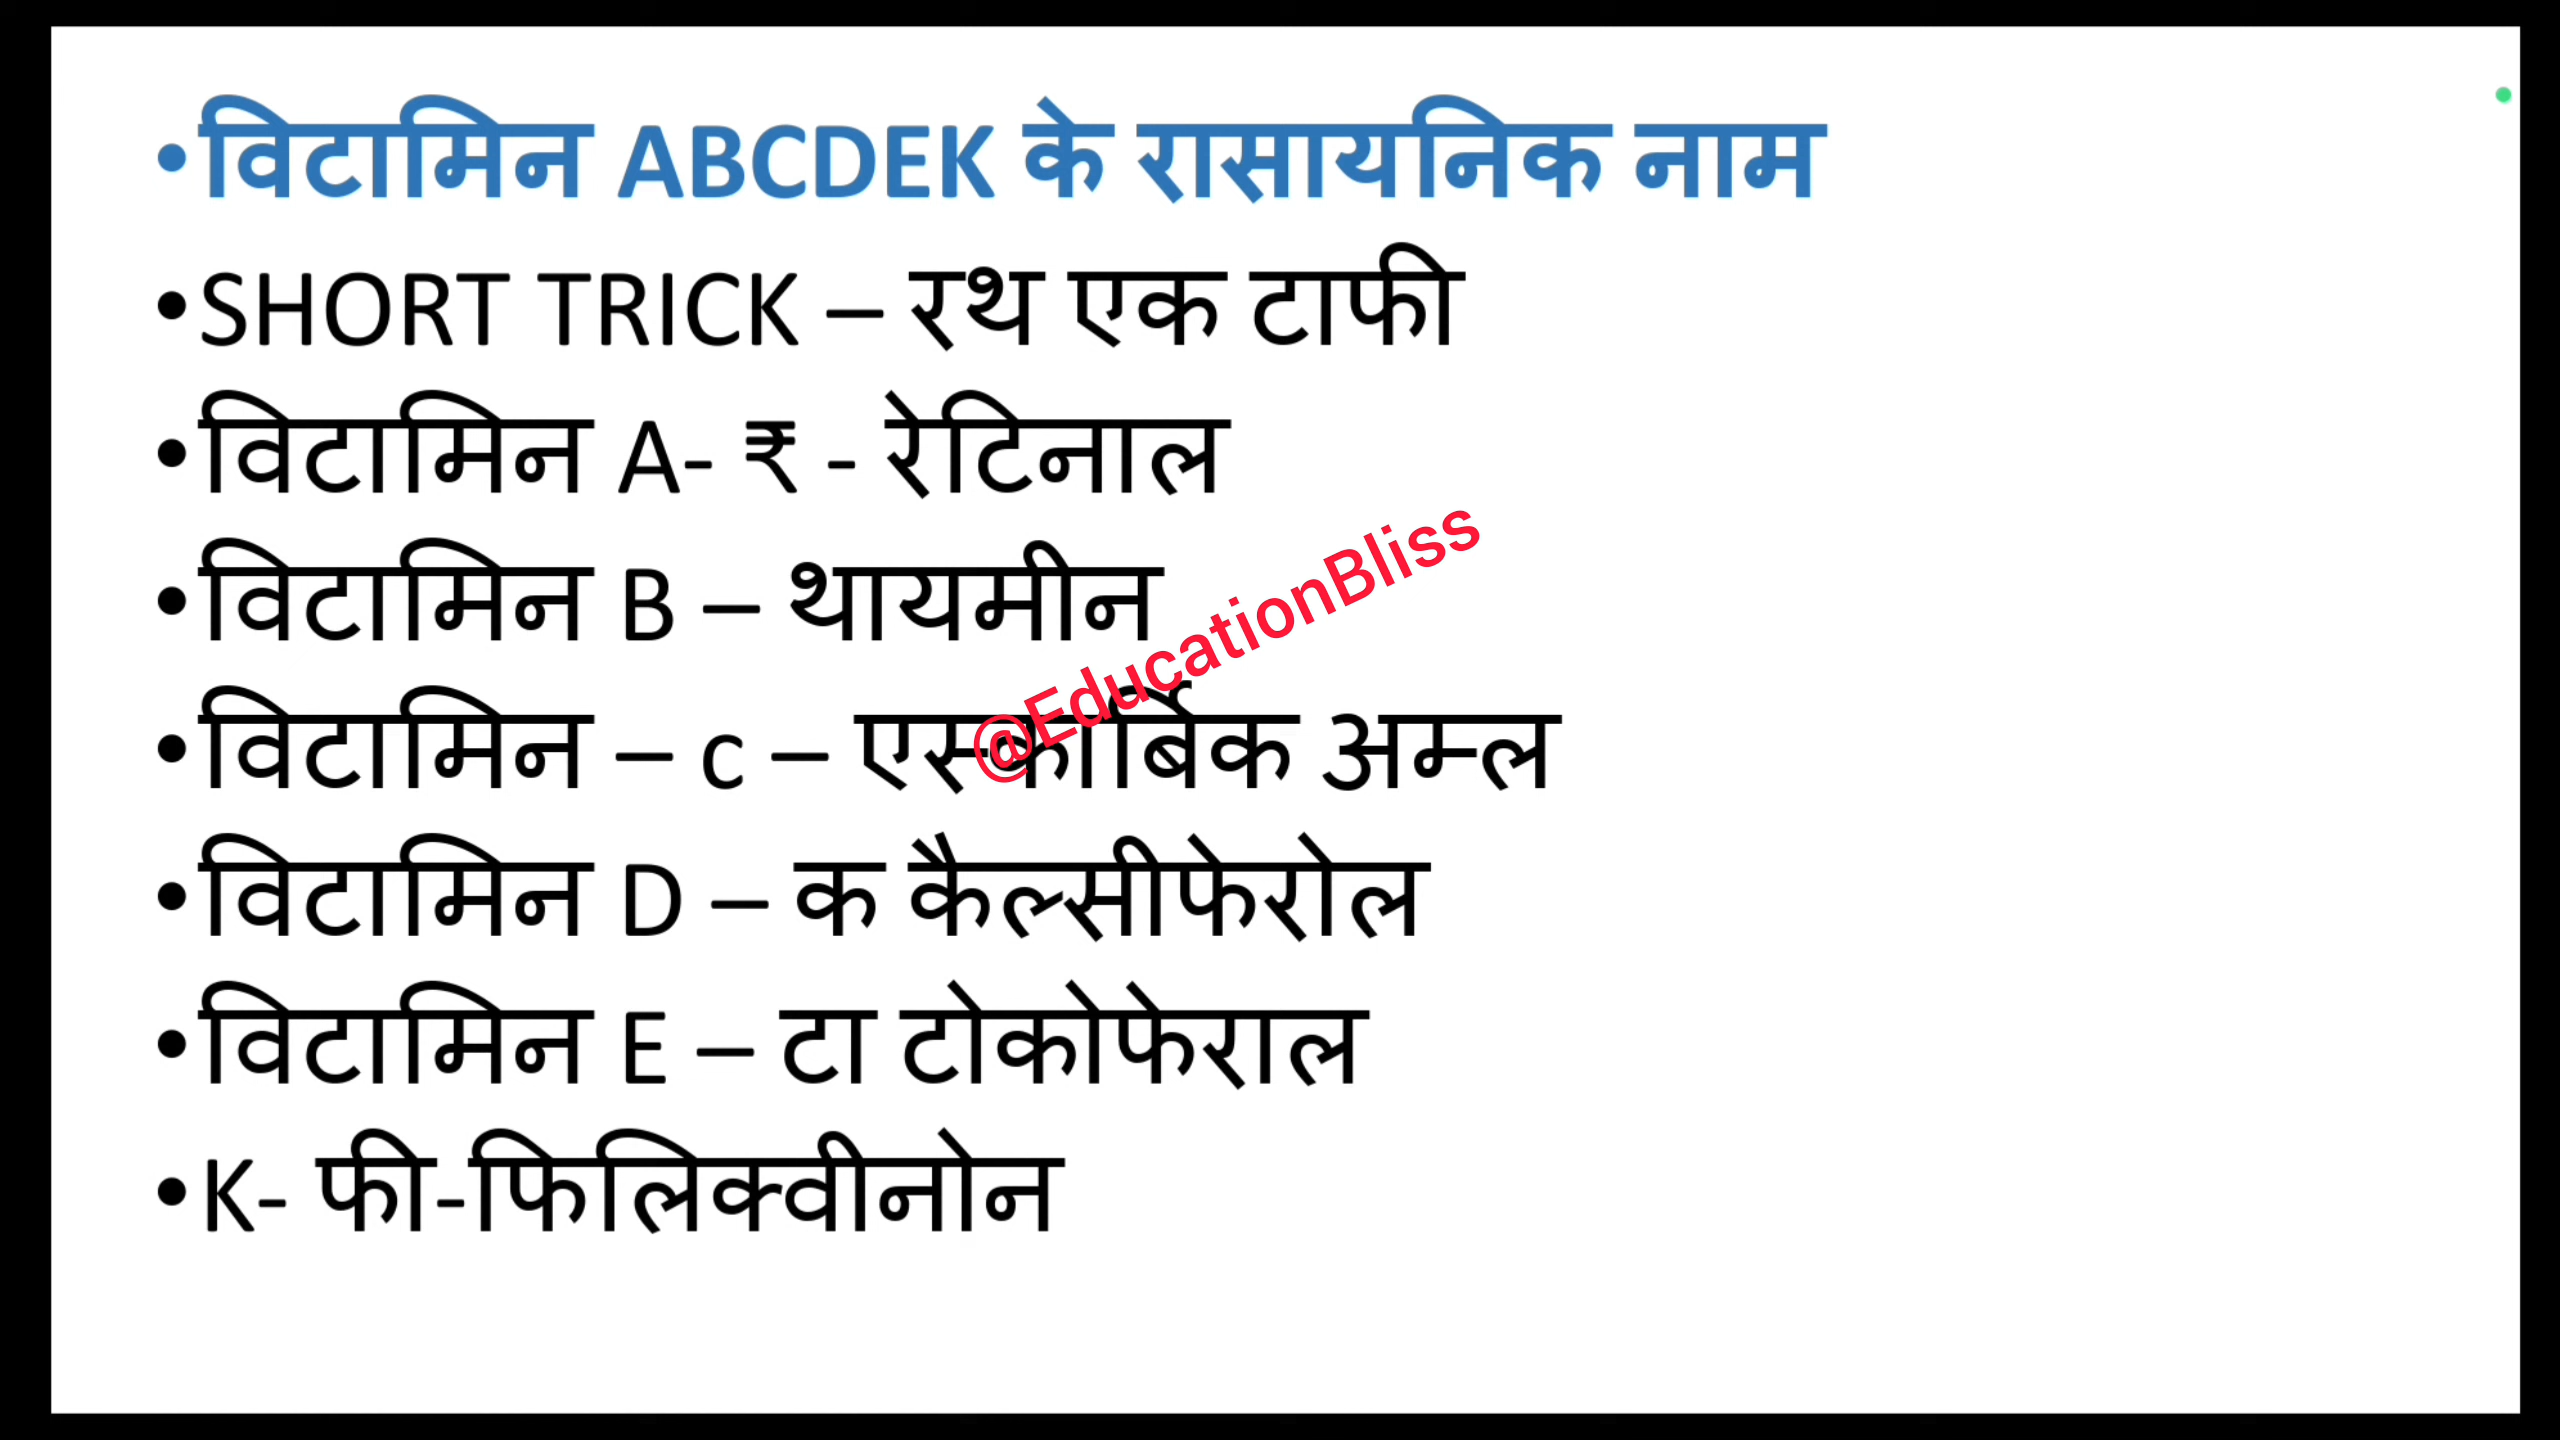 •विटामिन ABCDEK के रासायनिक नाम
•SHORT TRICK – रथ एक टाफी
•विटामिन A- ₹ - रेटिनाल
•विटामिन B – थायमीन
@EducationBliss
•विटामिन – c – एस्कार्बिक अम्ल
•विटामिन D – क कैल्सीफेरोल
•विटामिन E – टा टोकोफेराल
•K- फी-फिलिक्वीनोन